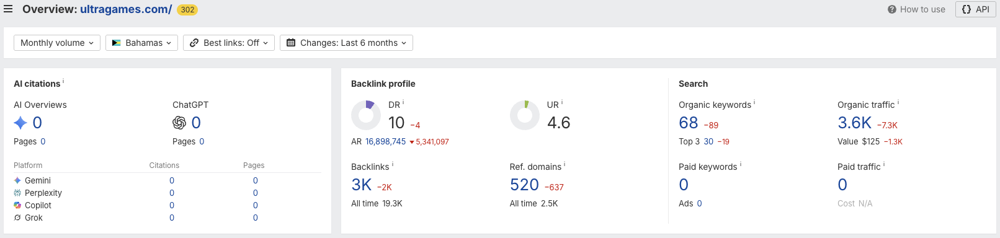 Overview: ultragames.com/ 302
How to use
API
Monthly volume
Bahamas
Best links: Off
Changes: Last 6 months
AI citations i
AI Overviews
0
Pages 0
ChatGPT
0
Pages 0
Platform Citations Pages
Gemini 0 0
Perplexity 0 0
Copilot 0 0
Grok 0 0
Backlink profile
DR i
10 −4
AR 16,898,745 5,341,097
UR i
4.6
Backlinks i
3K −2K
All time 19.3K
Ref. domains i
520 −637
All time 2.5K
Search
Organic keywords i
68 −89
Top 3 30 −19
Organic traffic i
3.6K −7.3K
Value $125 −1.3K
Paid keywords i
0
Ads 0
Paid traffic i
0
Cost N/A